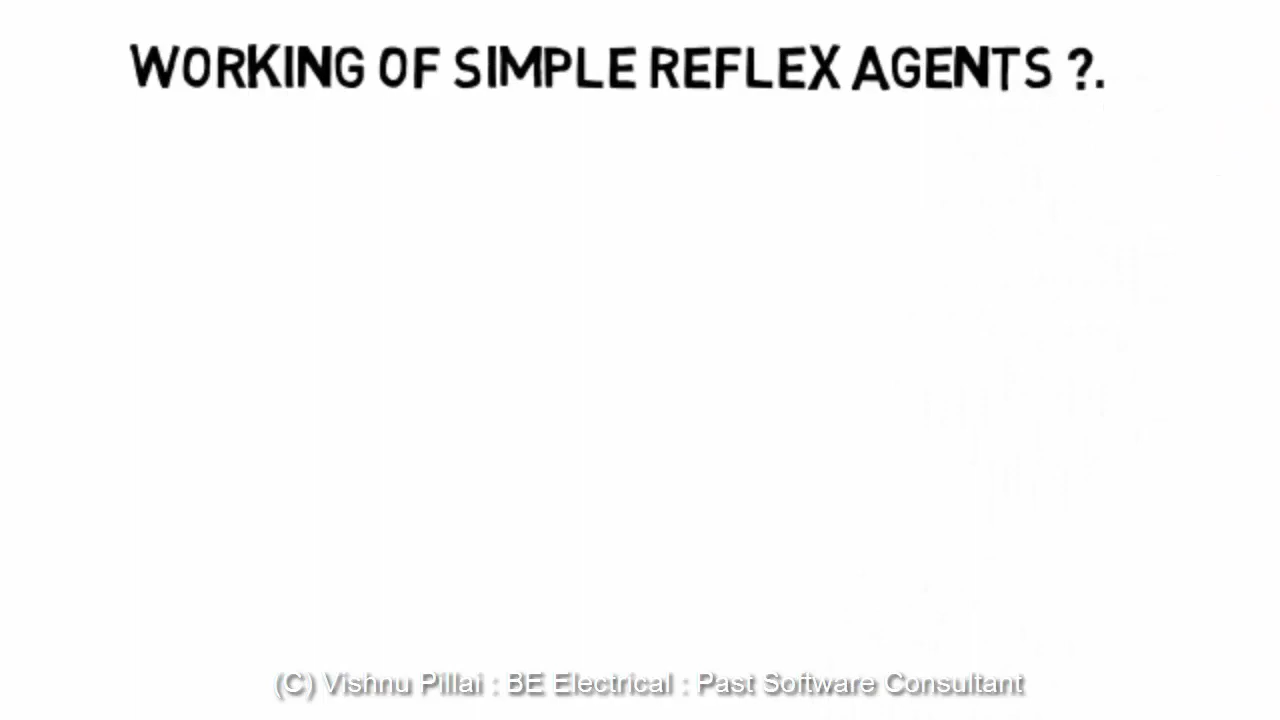 WORKING OF SIMPLE REFLEX AGENTS ?.
(C) Vishnu Pillai : BE Electrical : Past Software Consultant